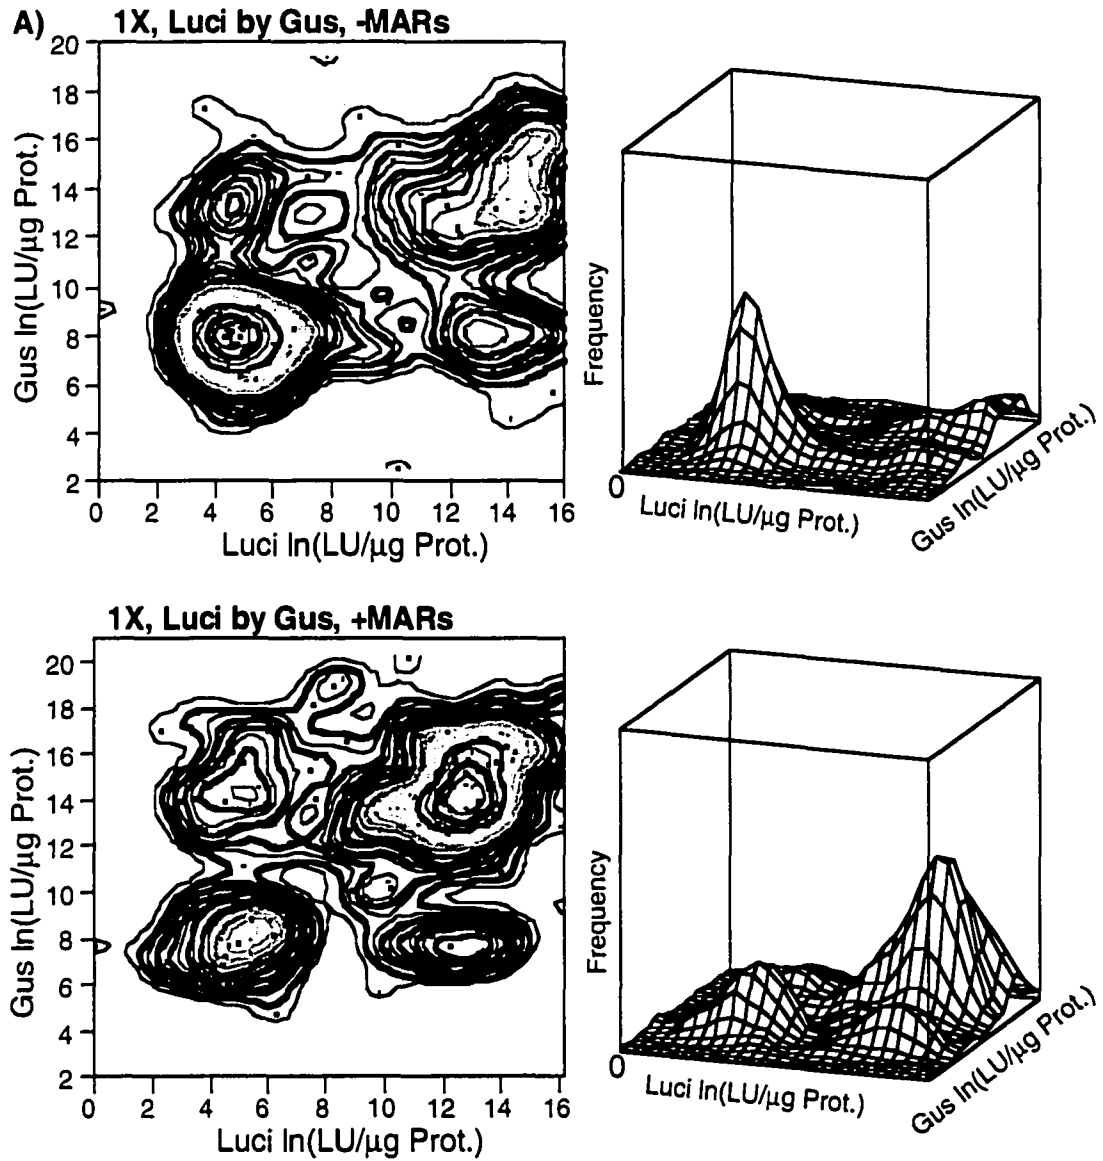 A)
1X, Luci by Gus, -MARs
20
18
16
14
12
10
8
6
4
2
Gus ln(LU/µg Prot.)
0 2 4 6 8 10 12 14 16
Luci ln(LU/µg Prot.)
Frequency
0
Luci ln(LU/µg Prot.)
Gus ln(LU/µg Prot.)
1X, Luci by Gus, +MARs
20
18
16
14
12
10
8
6
4
2
Gus ln(LU/µg Prot.)
0 2 4 6 8 10 12 14 16
Luci ln(LU/µg Prot.)
Frequency
0
Luci ln(LU/µg Prot.)
Gus ln(LU/µg Prot.)